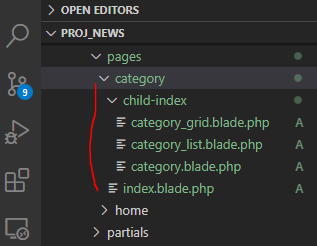 OPEN EDITORS
PROJ_NEWS
pages
category
child-index
category_grid.blade.php A
category_list.blade.php A
category.blade.php A
index.blade.php A
home
partials
9